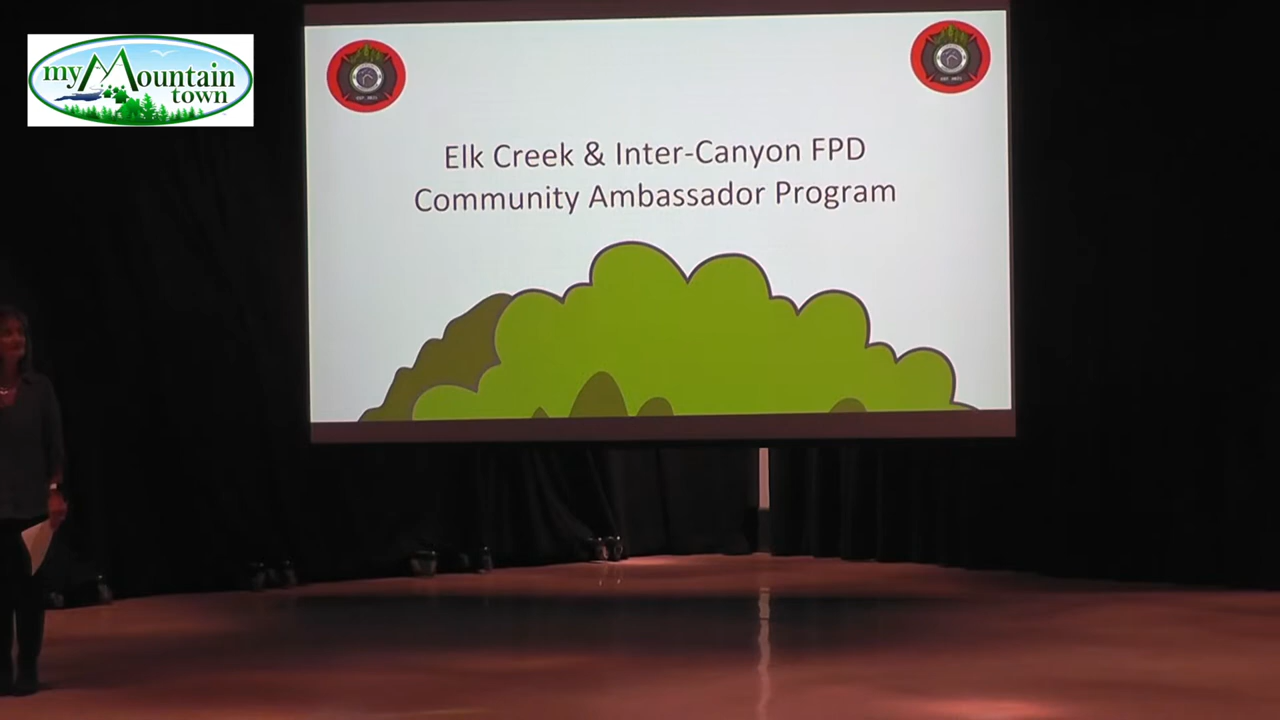 my Mountain
town
Elk Creek & Inter-Canyon FPD
Community Ambassador Program